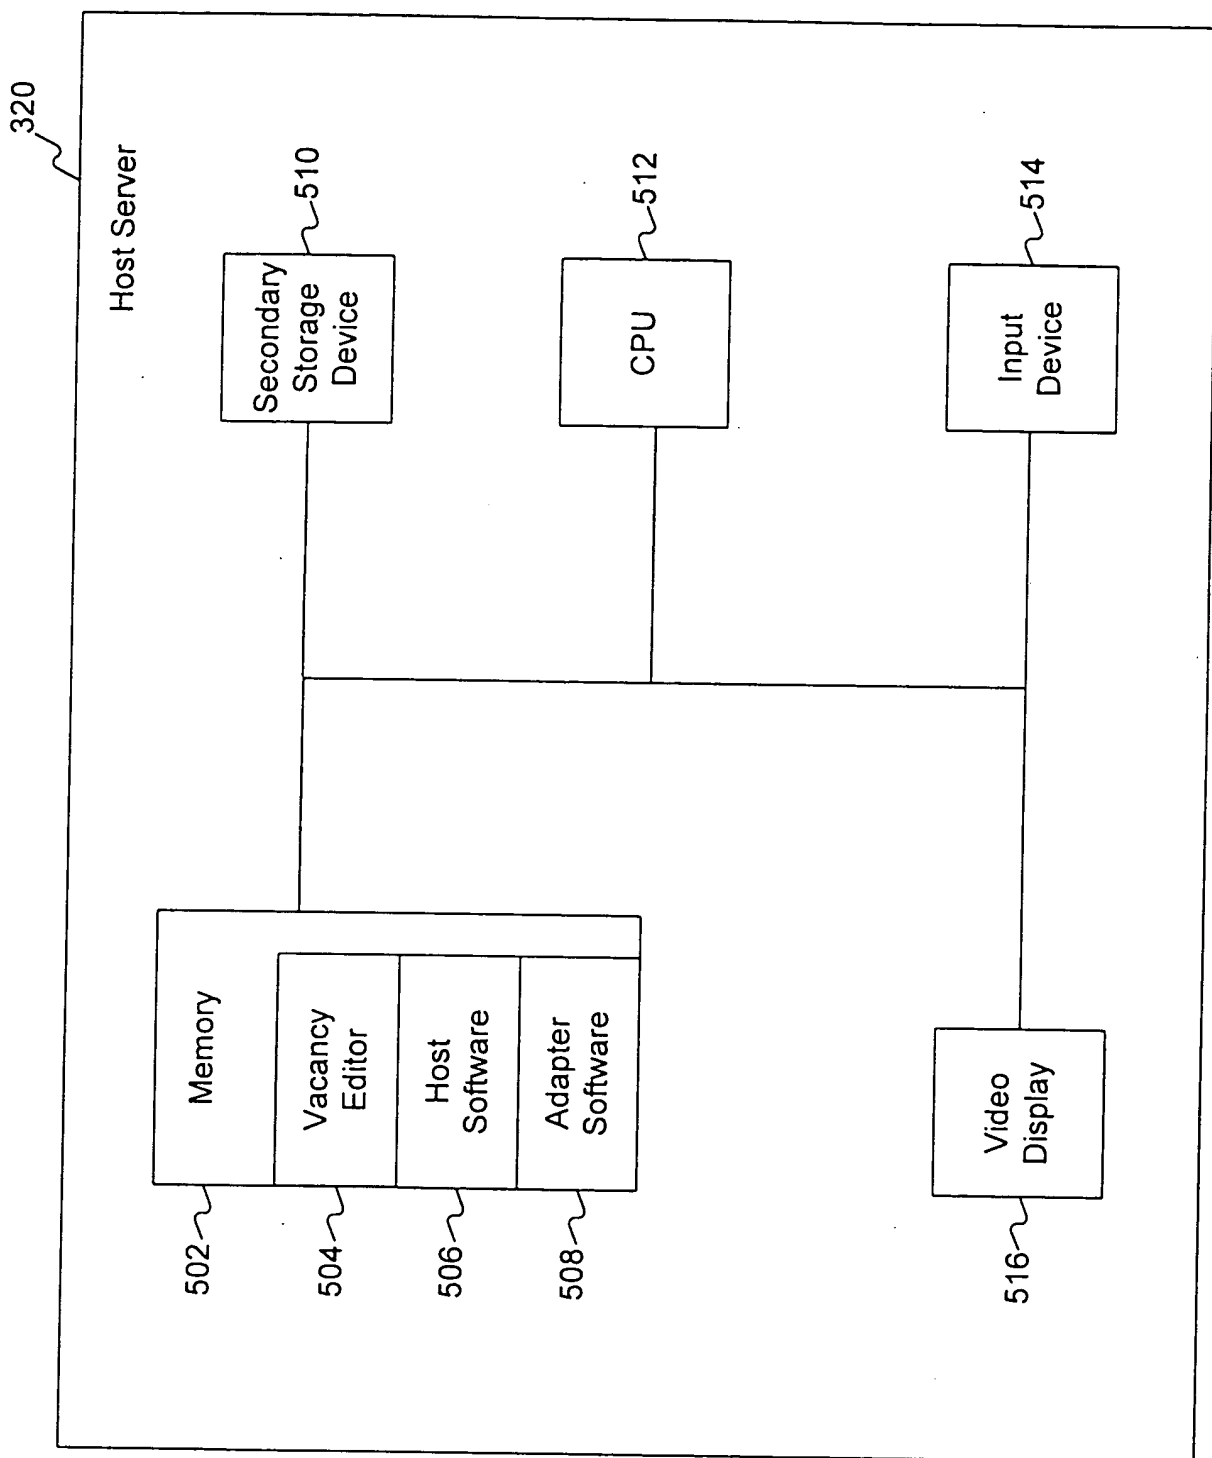 320
Host Server
502
Memory
504
Vacancy
Editor
506
Host
Software
508
Adapter
Software
Secondary
Storage
Device
510
CPU
512
516
Video
Display
Input
Device
514